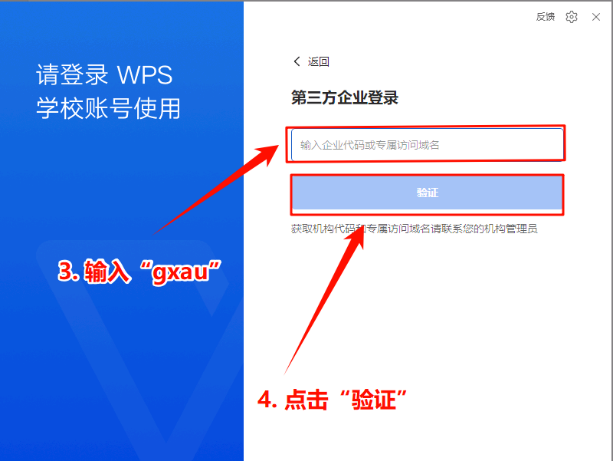 反馈
请登录 WPS
学校账号使用
返回
第三方企业登录
输入企业代码或专属访问域名
验证
获取机构代码和专属访问域名请联系您的机构管理员
3. 输入“gxau”
4. 点击“验证”